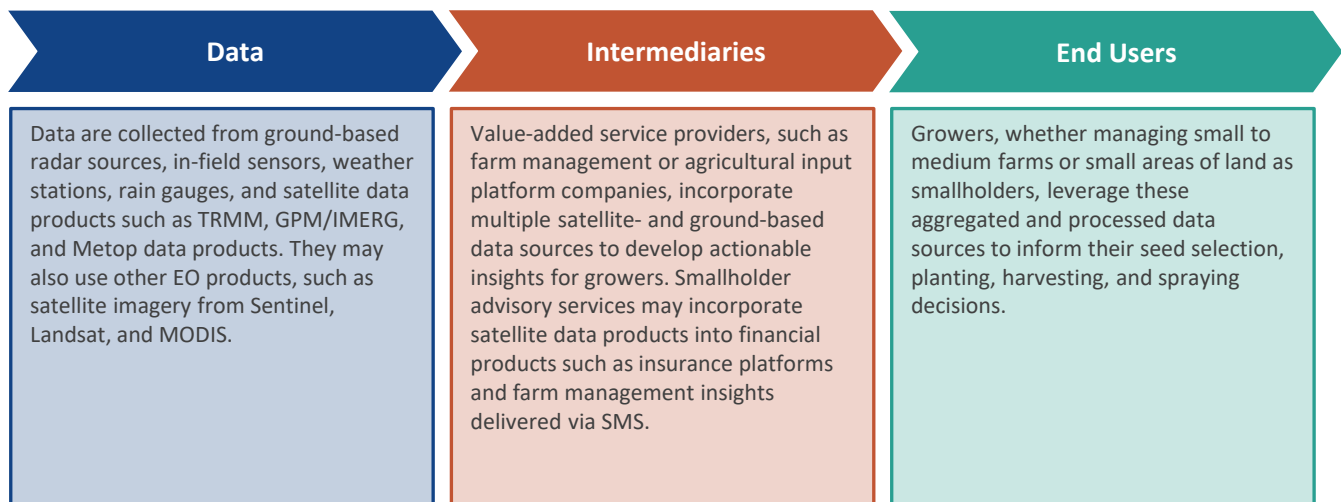 Data
Data are collected from ground-based
radar sources, in-field sensors, weather
stations, rain gauges, and satellite data
products such as TRMM, GPM/IMERG,
and Metop data products. They may
also use other EO products, such as
satellite imagery from Sentinel,
Landsat, and MODIS.
Intermediaries
Value-added service providers, such as
farm management or agricultural input
platform companies, incorporate
multiple satellite- and ground-based
data sources to develop actionable
insights for growers. Smallholder
advisory services may incorporate
satellite data products into financial
products such as insurance platforms
and farm management insights
delivered via SMS.
End Users
Growers, whether managing small to
medium farms or small areas of land as
smallholders, leverage these
aggregated and processed data
sources to inform their seed selection,
planting, harvesting, and spraying
decisions.